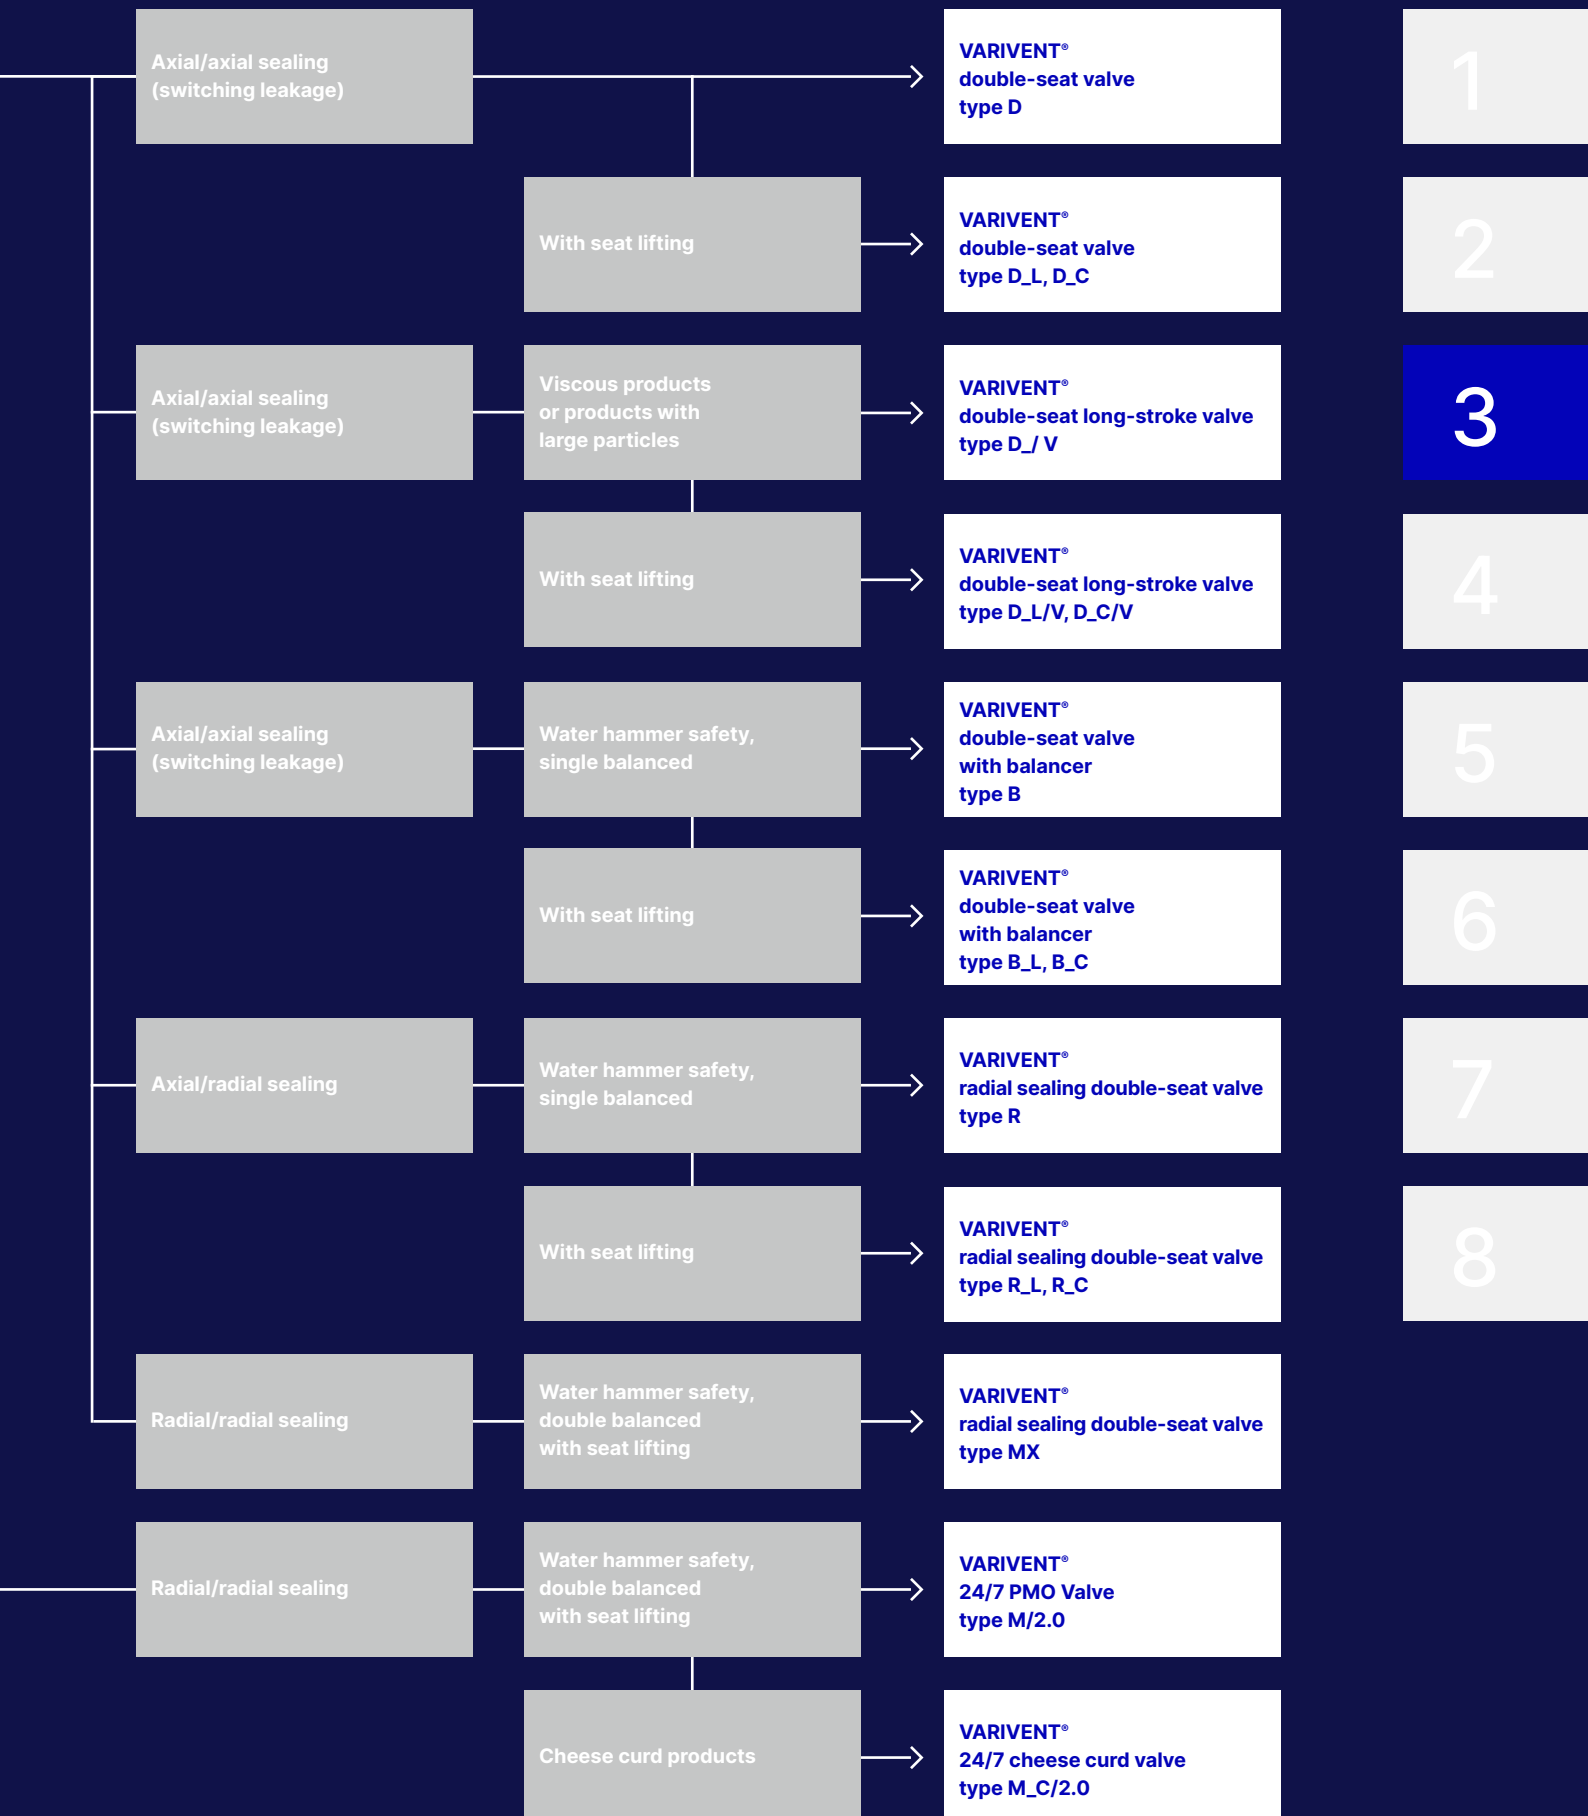 Axial/axial sealing
(switching leakage)
VARIVENT®
double-seat valve
type D
1
With seat lifting
VARIVENT®
double-seat valve
type D_L, D_C
2
Axial/axial sealing
(switching leakage)
Viscous products
or products with
large particles
VARIVENT®
double-seat long-stroke valve
type D_/ V
3
With seat lifting
VARIVENT®
double-seat long-stroke valve
type D_L/V, D_C/V
4
Axial/axial sealing
(switching leakage)
Water hammer safety,
single balanced
VARIVENT®
double-seat valve
with balancer
type B
5
With seat lifting
VARIVENT®
double-seat valve
with balancer
type B_L, B_C
6
Axial/radial sealing
Water hammer safety,
single balanced
VARIVENT®
radial sealing double-seat valve
type R
7
With seat lifting
VARIVENT®
radial sealing double-seat valve
type R_L, R_C
8
Radial/radial sealing
Water hammer safety,
double balanced
with seat lifting
VARIVENT®
radial sealing double-seat valve
type MX
Radial/radial sealing
Water hammer safety,
double balanced
with seat lifting
VARIVENT®
24/7 PMO Valve
type M/2.0
Cheese curd products
VARIVENT®
24/7 cheese curd valve
type M_C/2.0